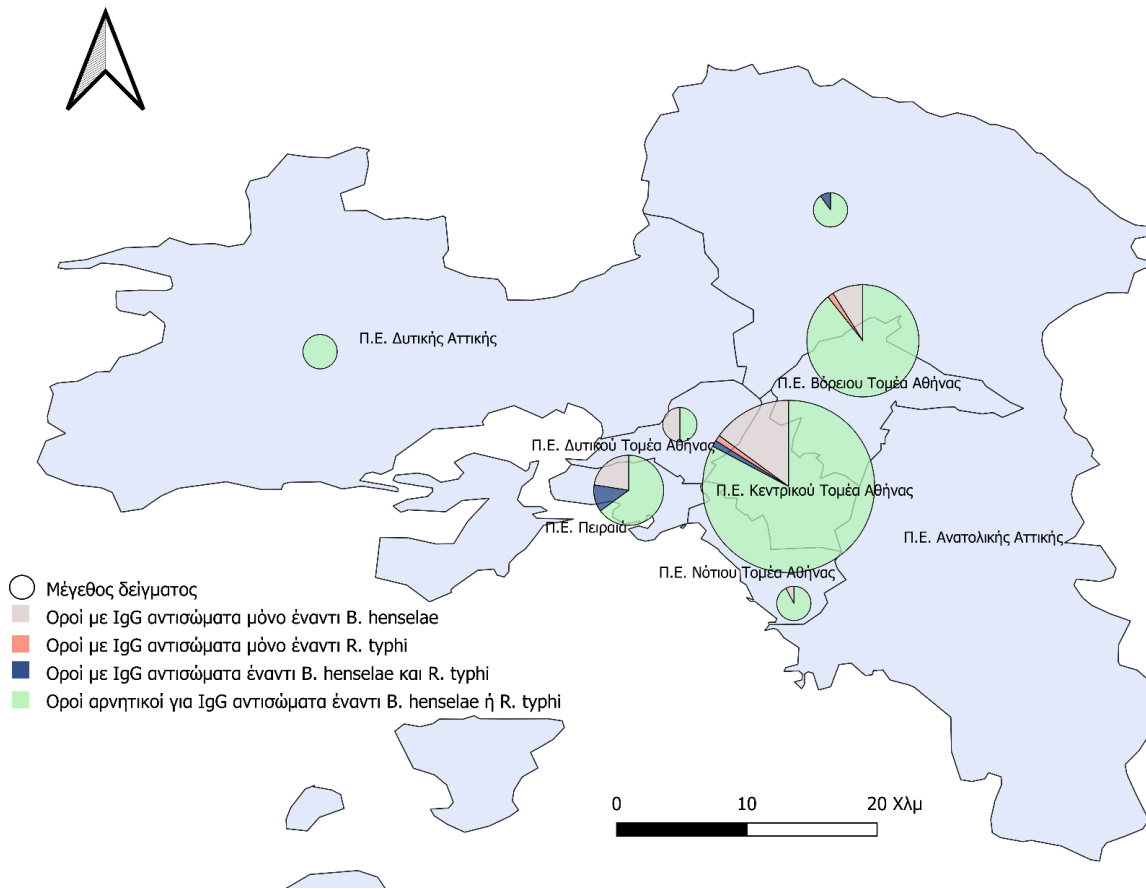 Π.Ε. Δυτικής Αττικής
Π.Ε. Βόρειου Τομέα Αθήνας
Π.Ε. Δυτικού Τομέα Αθήνας
Π.Ε. Κεντρικού Τομέα Αθήνας
Π.Ε. Πειραιά
Π.Ε. Ανατολικής Αττικής
Π.Ε. Νότιου Τομέα Αθήνας
Μέγεθος δείγματος
Οροί με IgG αντισώματα μόνο έναντι B. henselae
Οροί με IgG αντισώματα μόνο έναντι R. typhi
Οροί με IgG αντισώματα έναντι B. henselae και R. typhi
Οροί αρνητικοί για IgG αντισώματα έναντι B. henselae ή R. typhi
0 10 20 Χλμ